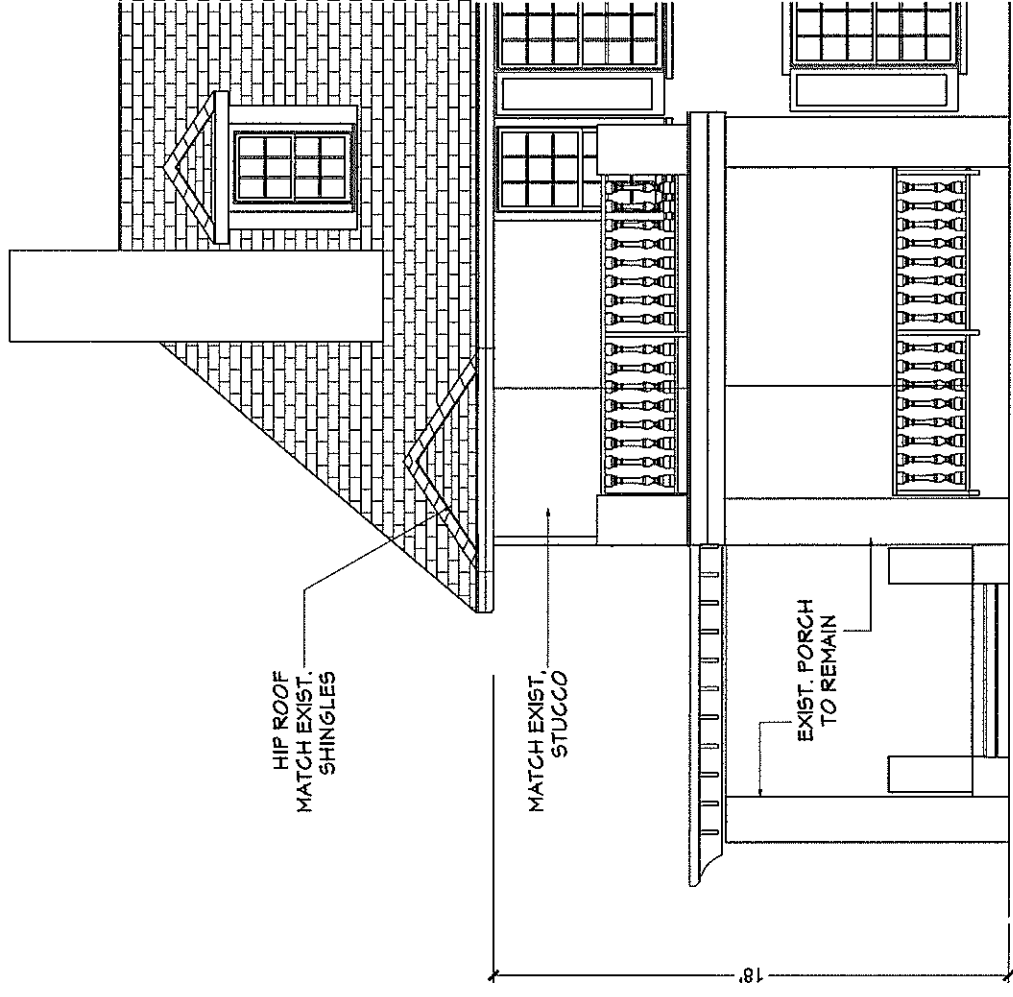 HIP ROOF
MATCH EXIST.
SHINGLES
MATCH EXIST,
STUCCO
EXIST. PORCH
TO REMAIN
18'